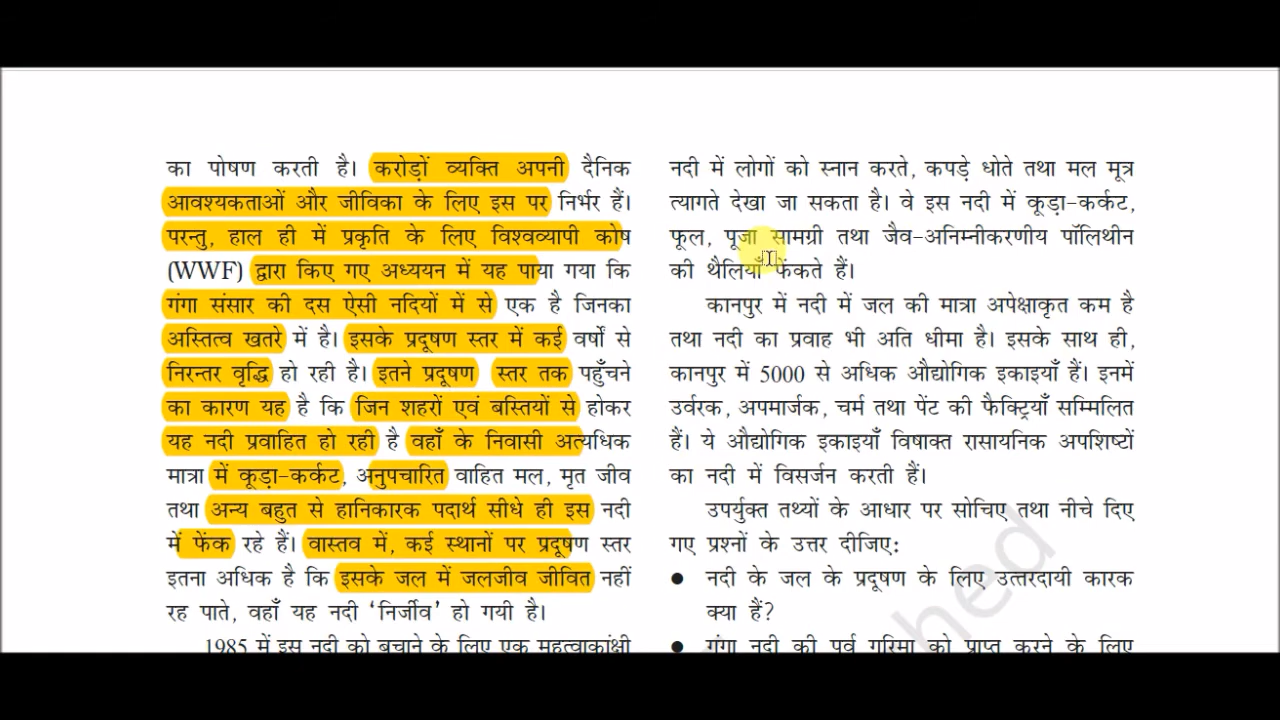 का पोषण करती है। करोड़ों व्यक्ति अपनी दैनिक
आवश्यकताओं और जीविका के लिए इस पर निर्भर हैं।
परन्तु, हाल ही में प्रकृति के लिए विश्वव्यापी कोष
(WWF) द्वारा किए गए अध्ययन में यह पाया गया कि
गंगा संसार की दस ऐसी नदियों में से एक है जिनका
अस्तित्व खतरे में है। इसके प्रदूषण स्तर में कई वर्षों से
निरन्तर वृद्धि हो रही है। इतने प्रदूषण स्तर तक पहुँचने
का कारण यह है कि जिन शहरों एवं बस्तियों से होकर
यह नदी प्रवाहित हो रही है वहाँ के निवासी अत्यधिक
मात्रा में कूड़ा-कर्कट, अनुपचारित वाहित मल, मृत जीव
तथा अन्य बहुत से हानिकारक पदार्थ सीधे ही इस नदी
में फेंक रहे हैं। वास्तव में, कई स्थानों पर प्रदूषण स्तर
इतना अधिक है कि इसके जल में जलजीव जीवित नहीं
रह पाते, वहाँ यह नदी ‘निर्जीव’ हो गयी है।
1985 में इस नदी को बचाने के लिए एक महत्वाकांक्षी
नदी में लोगों को स्नान करते, कपड़े धोते तथा मल मूत्र
त्यागते देखा जा सकता है। वे इस नदी में कूड़ा-कर्कट,
फूल, पूजा सामग्री तथा जैव-अनिम्नीकरणीय पॉलिथीन
की थैलियाँ फेंकते हैं।
कानपुर में नदी में जल की मात्रा अपेक्षाकृत कम है
तथा नदी का प्रवाह भी अति धीमा है। इसके साथ ही,
कानपुर में 5000 से अधिक औद्योगिक इकाइयाँ हैं। इनमें
उर्वरक, अपमार्जक, चर्म तथा पेंट की फैक्ट्रियाँ सम्मिलित
हैं। ये औद्योगिक इकाइयाँ विषाक्त रासायनिक अपशिष्टों
का नदी में विसर्जन करती हैं।
उपर्युक्त तथ्यों के आधार पर सोचिए तथा नीचे दिए
गए प्रश्नों के उत्तर दीजिए:
● नदी के जल के प्रदूषण के लिए उत्तरदायी कारक
क्या हैं?
● गंगा नदी की पूर्व गरिमा को प्राप्त करने के लिए